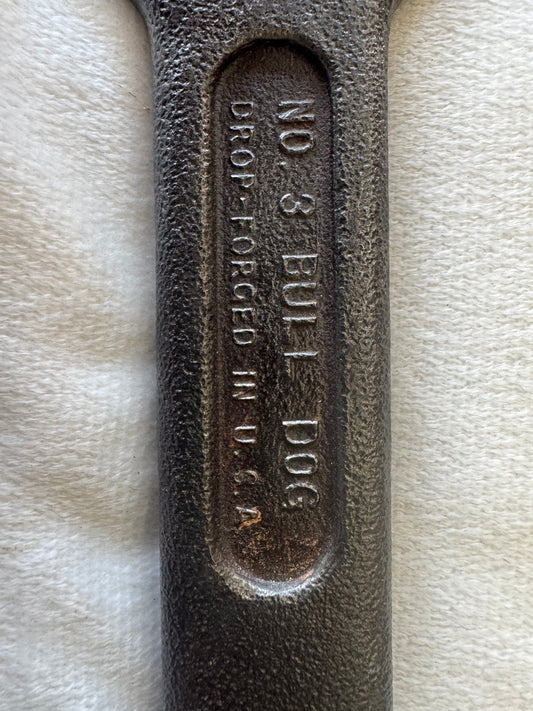 NO. 3 BULL DOG
DROP-FORGED IN U.S.A.